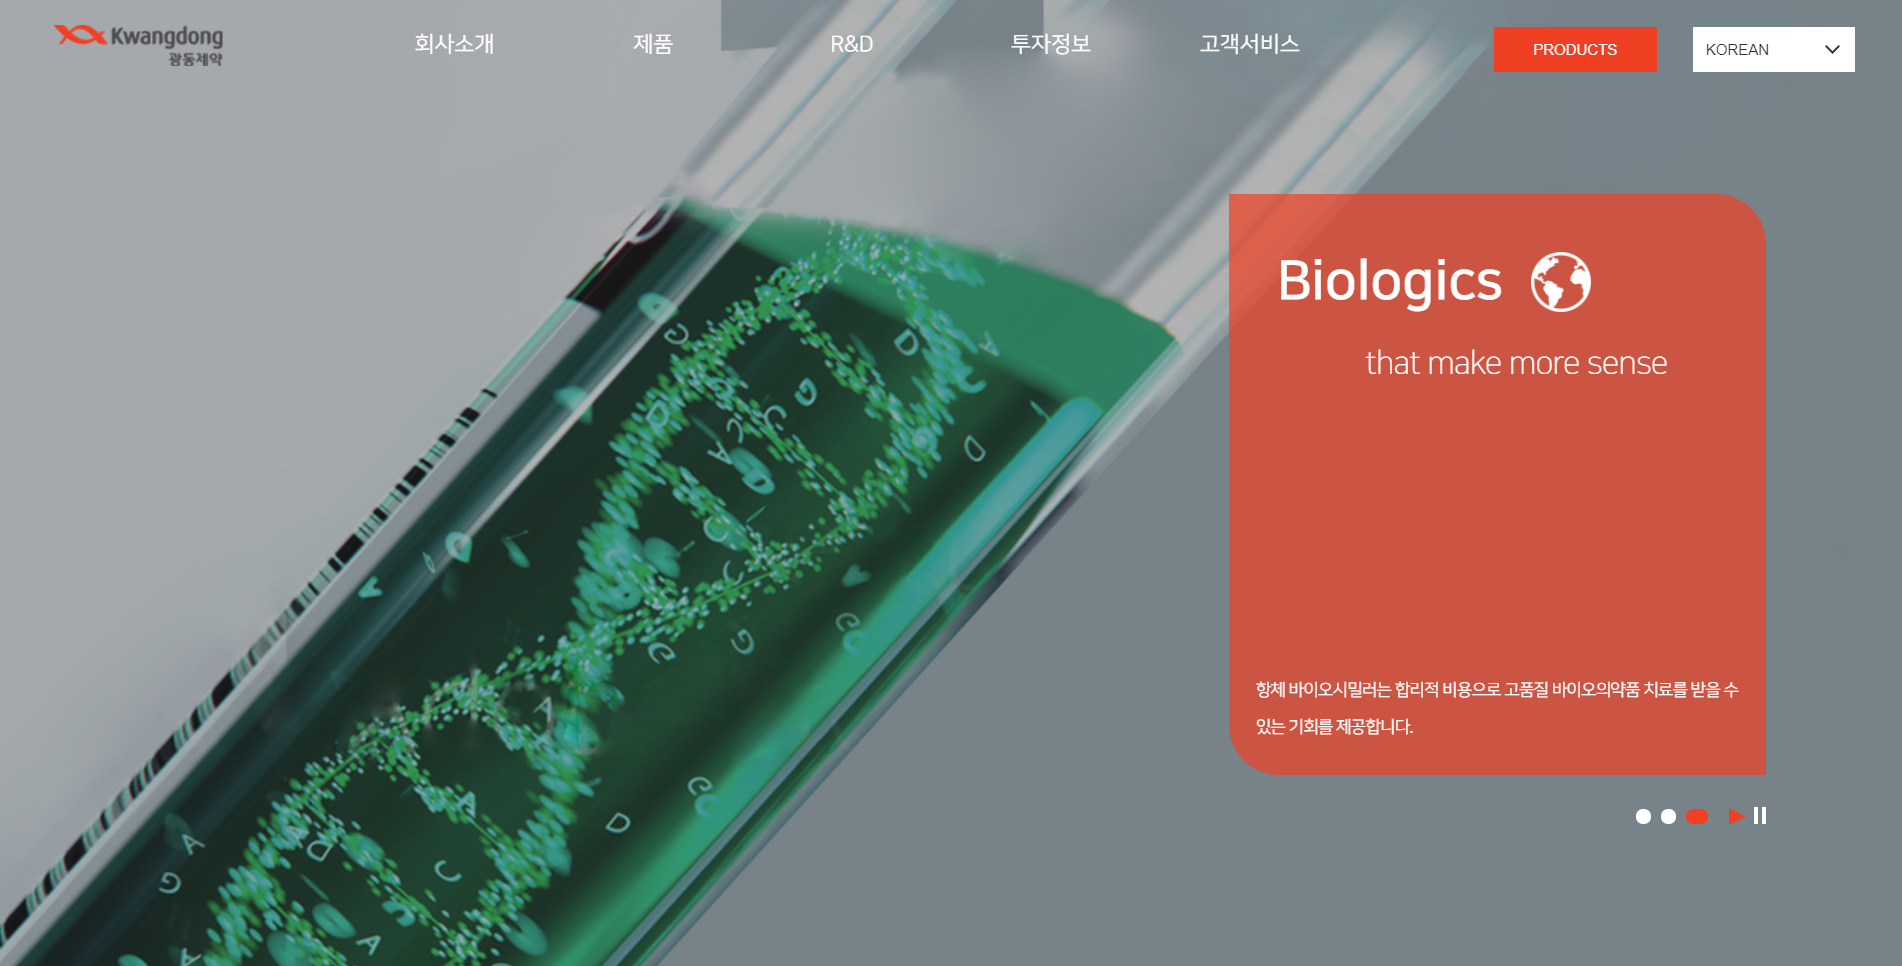 Kwangdong
광동제약
회사소개
제품
R&D
투자정보
고객서비스
PRODUCTS
KOREAN
Biologics
that make more sense
항체 바이오시밀러는 합리적 비용으로 고품질 바이오의약품 치료를 받을 수
있는 기회를 제공합니다.